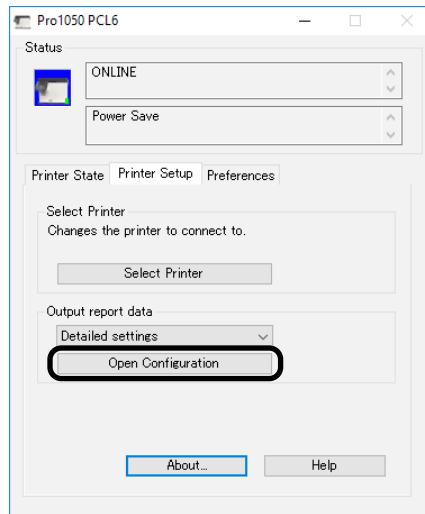 Pro1050 PCL6
Status
ONLINE
Power Save
Printer State Printer Setup Preferences
Select Printer
Changes the printer to connect to.
Select Printer
Output report data
Detailed settings
Open Configuration
About... Help